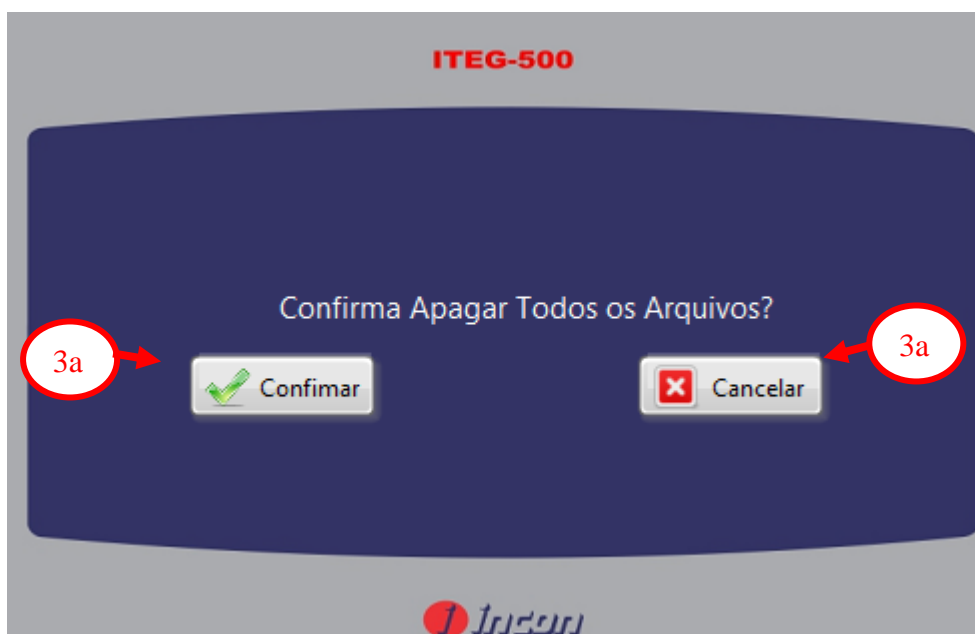 ITEG-500
Confirma Apagar Todos os Arquivos?
3a
3a
Confimar
Cancelar
Incon